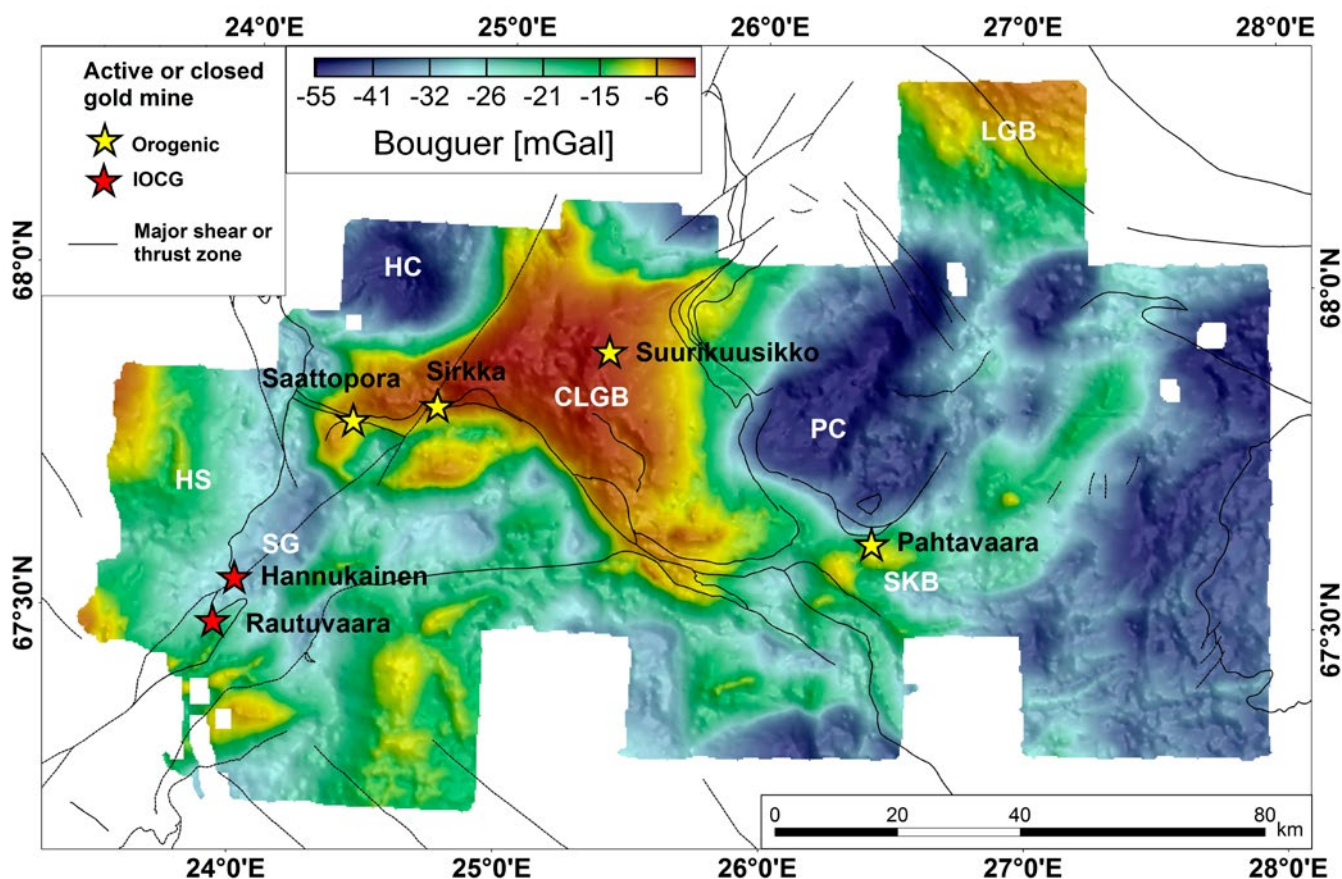 24°0'E 25°0'E 26°0'E 27°0'E 28°0'E
Active or closed
gold mine
Orogenic
IOCG
Major shear or
thrust zone
-55 -41 -32 -26 -21 -15 -6
Bouguer [mGal]
LGB
68°0'N
68°0'N
HC
Suurikuusikko
Saattopora
Sirkka
CLGB
PC
HS
SG
Pahtavaara
Hannukainen
SKB
67°30'N
67°30'N
Rautuvaara
0 20 40 80
km
24°0'E 25°0'E 26°0'E 27°0'E 28°0'E